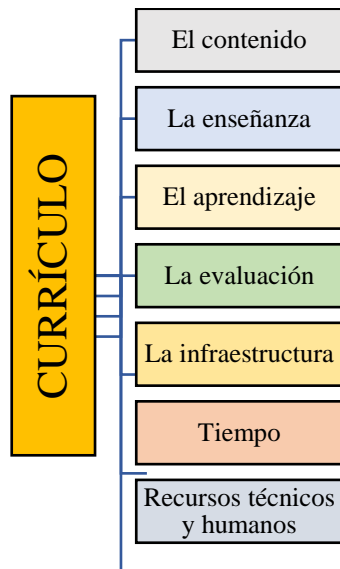 CURRÍCULO
El contenido
La enseñanza
El aprendizaje
La evaluación
La infraestructura
Tiempo
Recursos técnicos
y humanos